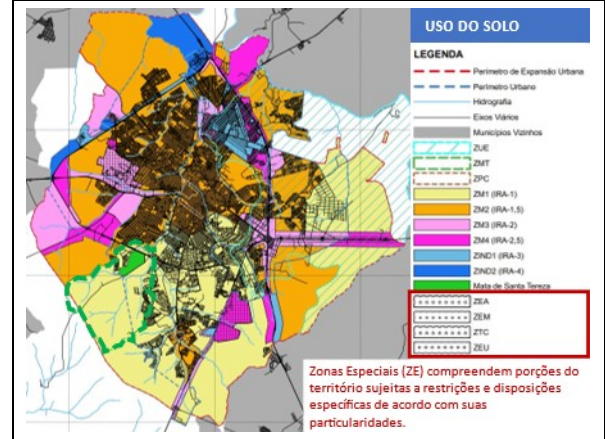 USO DO SOLO
LEGENDA
Perímetro de Expansão Urbana
Perímetro Urbano
Hidrografia
Eixos Viários
Municípios Vizinhos
ZUE
ZMT
ZPC
ZM1 (IRA-1)
ZM2 (IRA-1,5)
ZM3 (IRA-2)
ZM4 (IRA-2,5)
ZIND1 (IRA-3)
ZIND2 (IRA-4)
Mata de Santa Tereza
ZEA
ZEM
ZTC
ZEU
Zonas Especiais (ZE) compreendem porções do
território sujeitas a restrições e disposições
específicas de acordo com suas
particularidades.